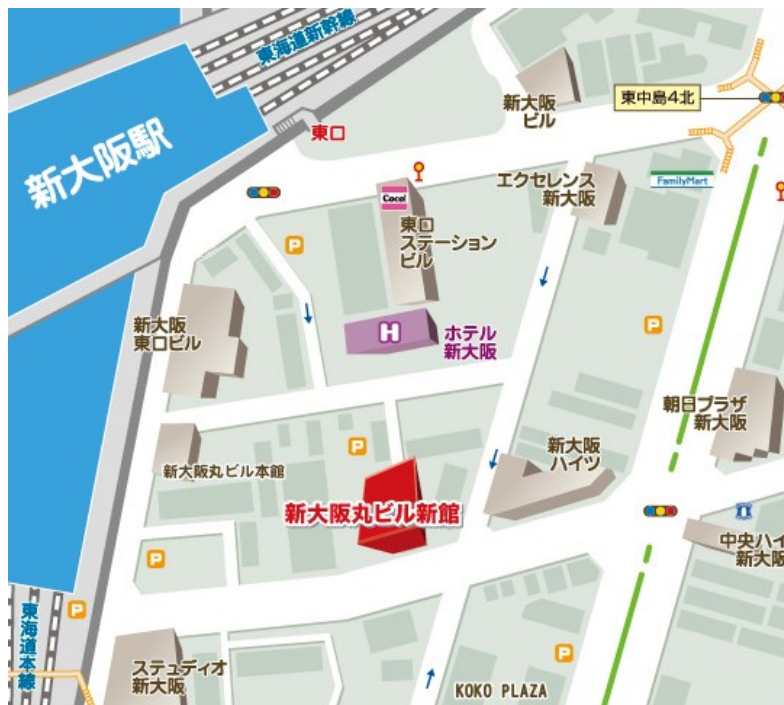 東海道新幹線
新大阪駅
東口
新大阪
ビル
東中島4北
エクセレンス
新大阪
FamilyMart
Coco!
P
東口
ステーション
ビル
新大阪
東口ビル
H
ホテル
新大阪
P
朝日プラザ
新大阪
新大阪丸ビル本館
P
新大阪
ハイツ
新大阪丸ビル新館
中央ハイ
新大阪
P
P
東海道本線
ステュディオ
新大阪
P
KOKO PLAZA